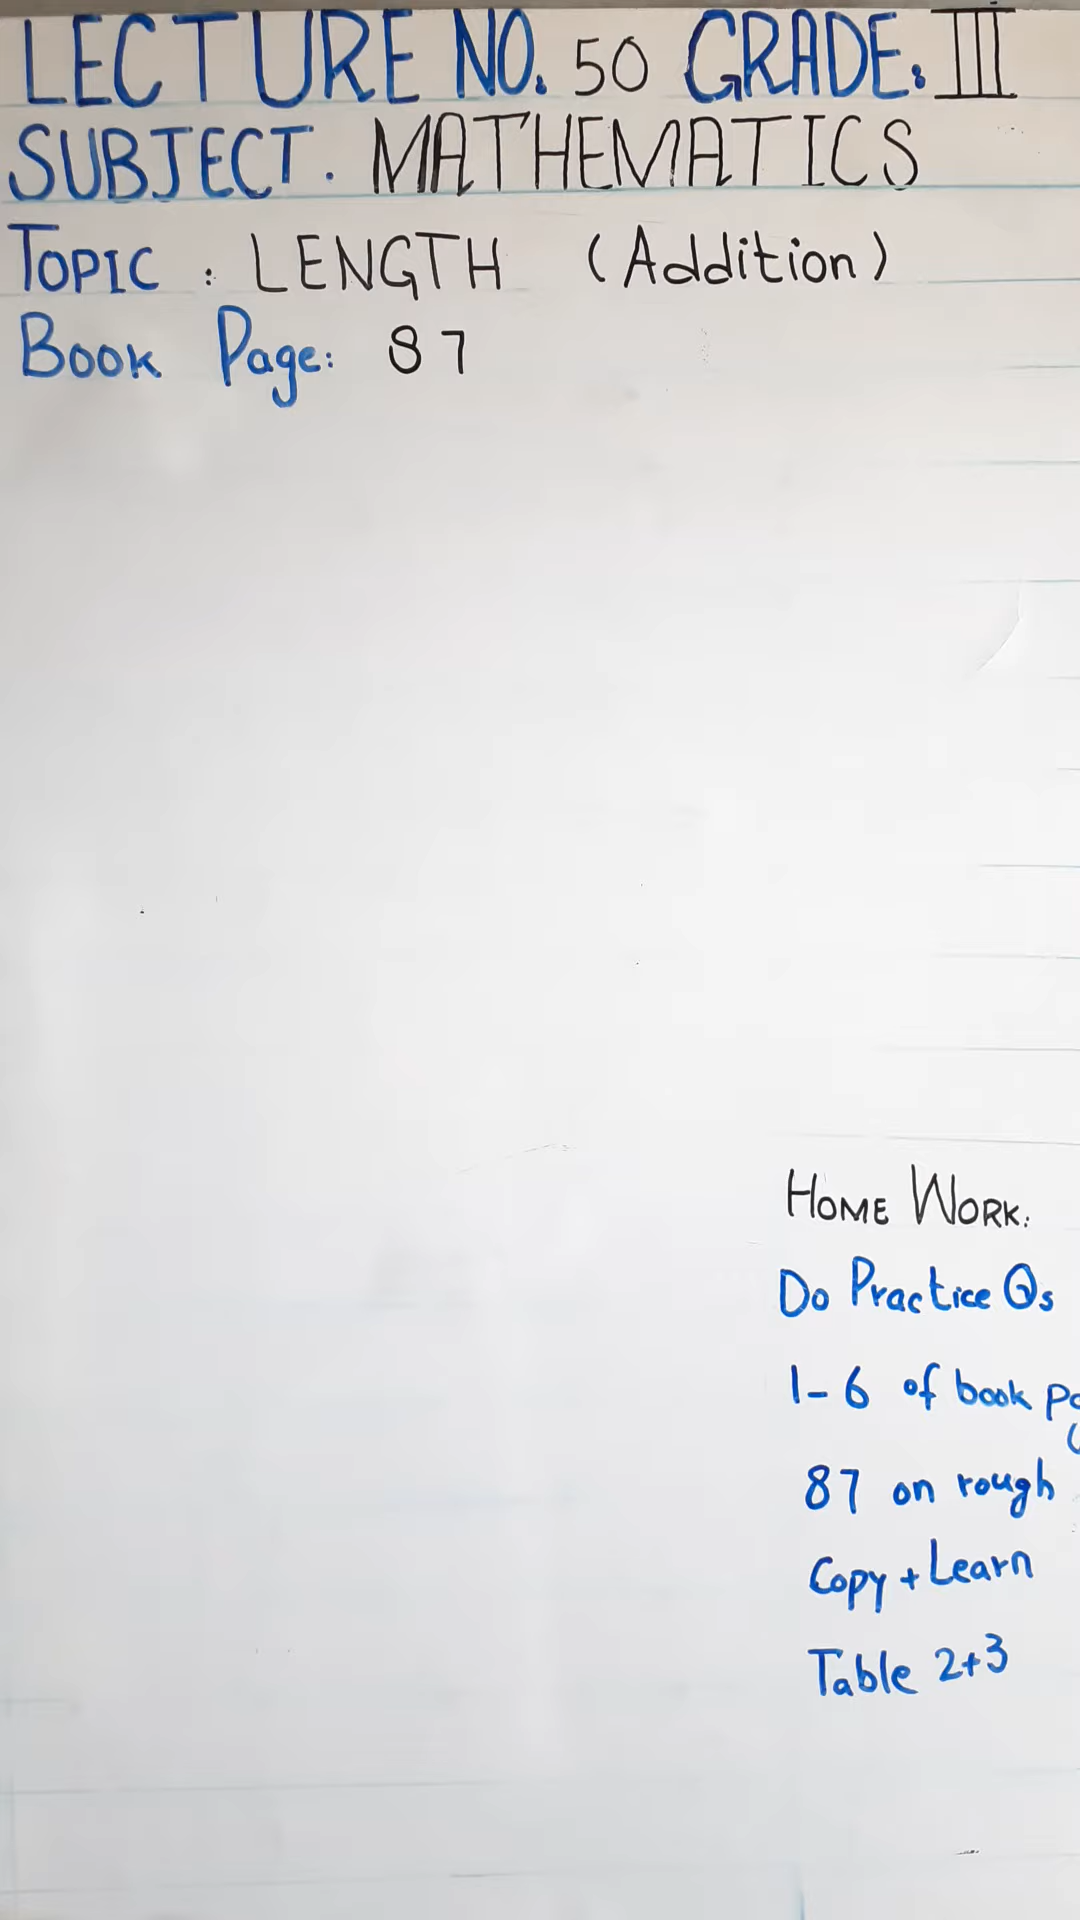 LECTURE NO. 50 GRADE: III
SUBJECT. MATHEMATICS
TOPIC : LENGTH (Addition)
BOOK Page: 87
HOME WORK:
Do Practice Qs
1-6 of book
87 on rough
Copy + Learn
Table 2+3